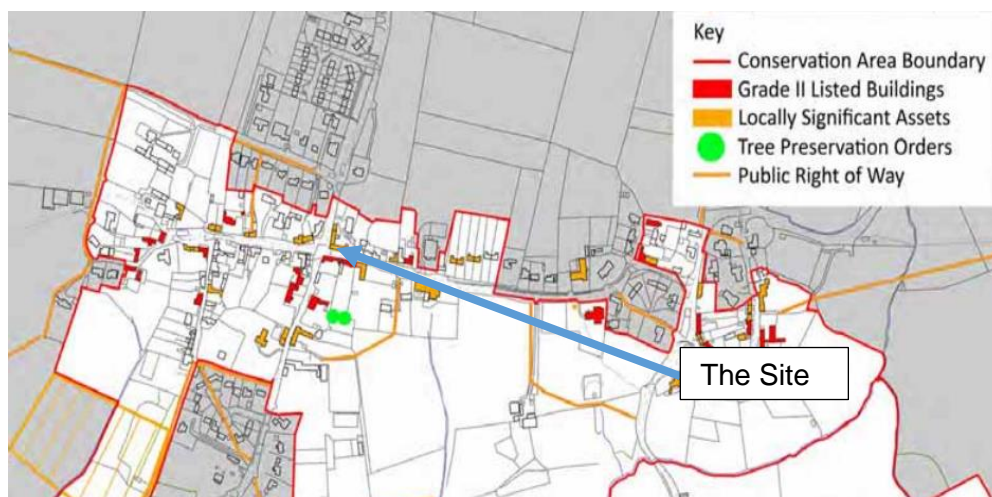 Key
Conservation Area Boundary
Grade II Listed Buildings
Locally Significant Assets
Tree Preservation Orders
Public Right of Way
The Site